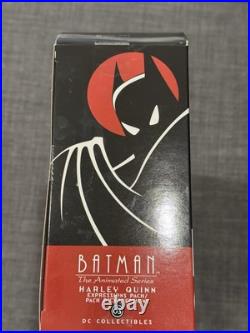 BATMAN
The Animated Series
HARLEY QUINN
EXPRESSIONS PACK/
DC COLLECTIBLES